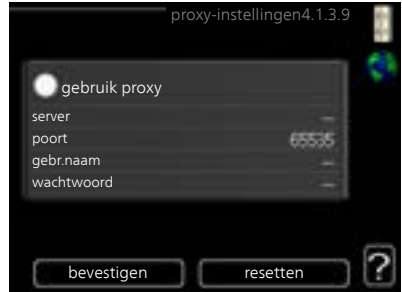 proxy-instellingen4.1.3.9
gebruik proxy
server –
poort 65535
gebr.naam –
wachtwoord –
bevestigen resetten
?